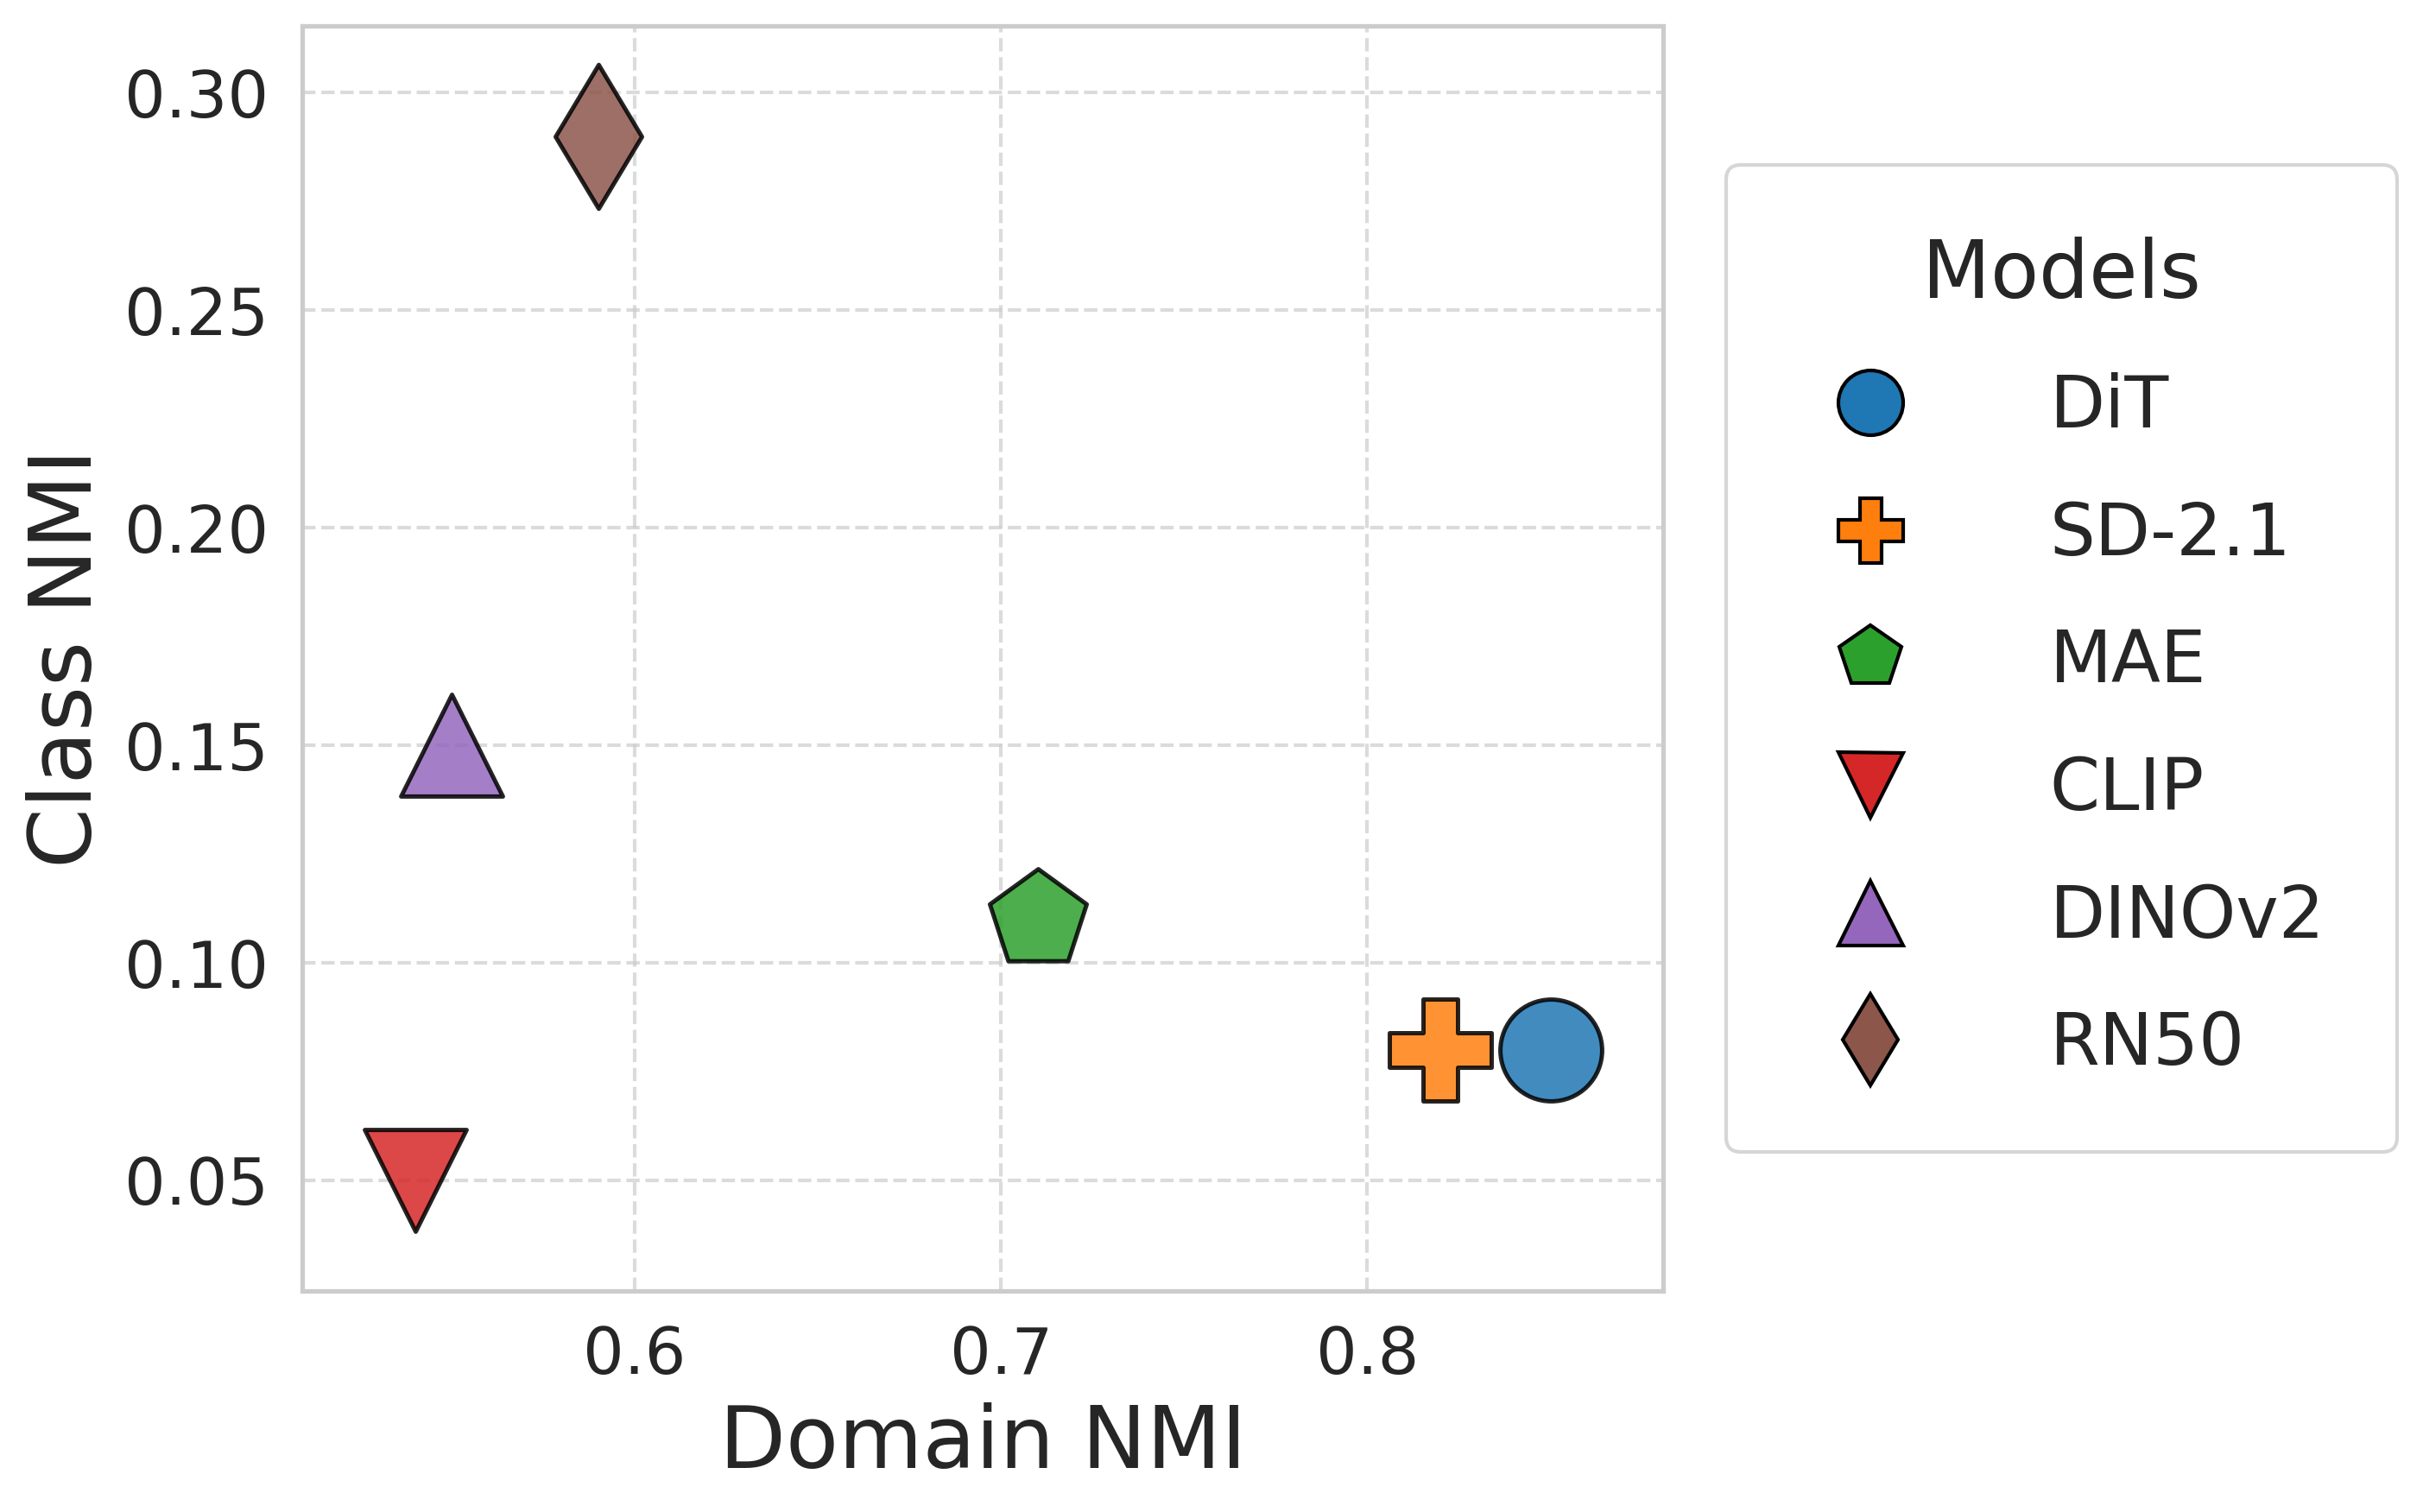 0.30
0.25
0.20
0.15
0.10
0.05
Class NMI
0.6
0.7
0.8
Domain NMI
Models
DiT
SD-2.1
MAE
CLIP
DINOv2
RN50